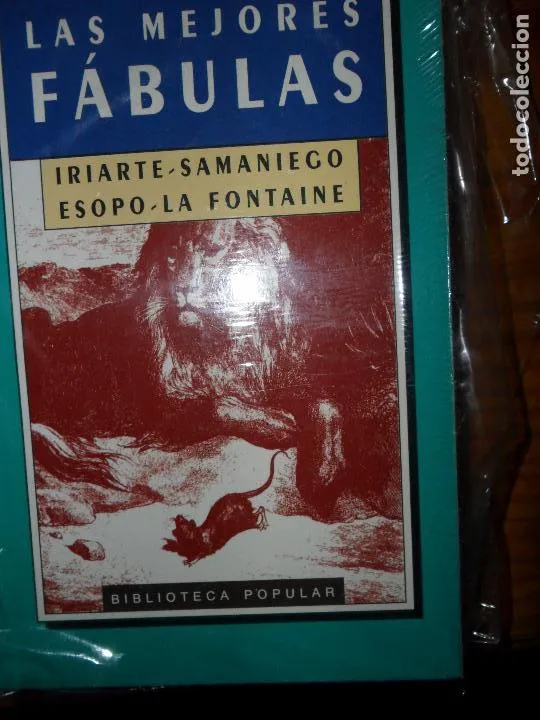 LAS MEJORES
FÁBULAS
IRIARTE-SAMANIEGO
ESOPO-LA FONTAINE
BIBLIOTECA POPULAR
todocoleccion